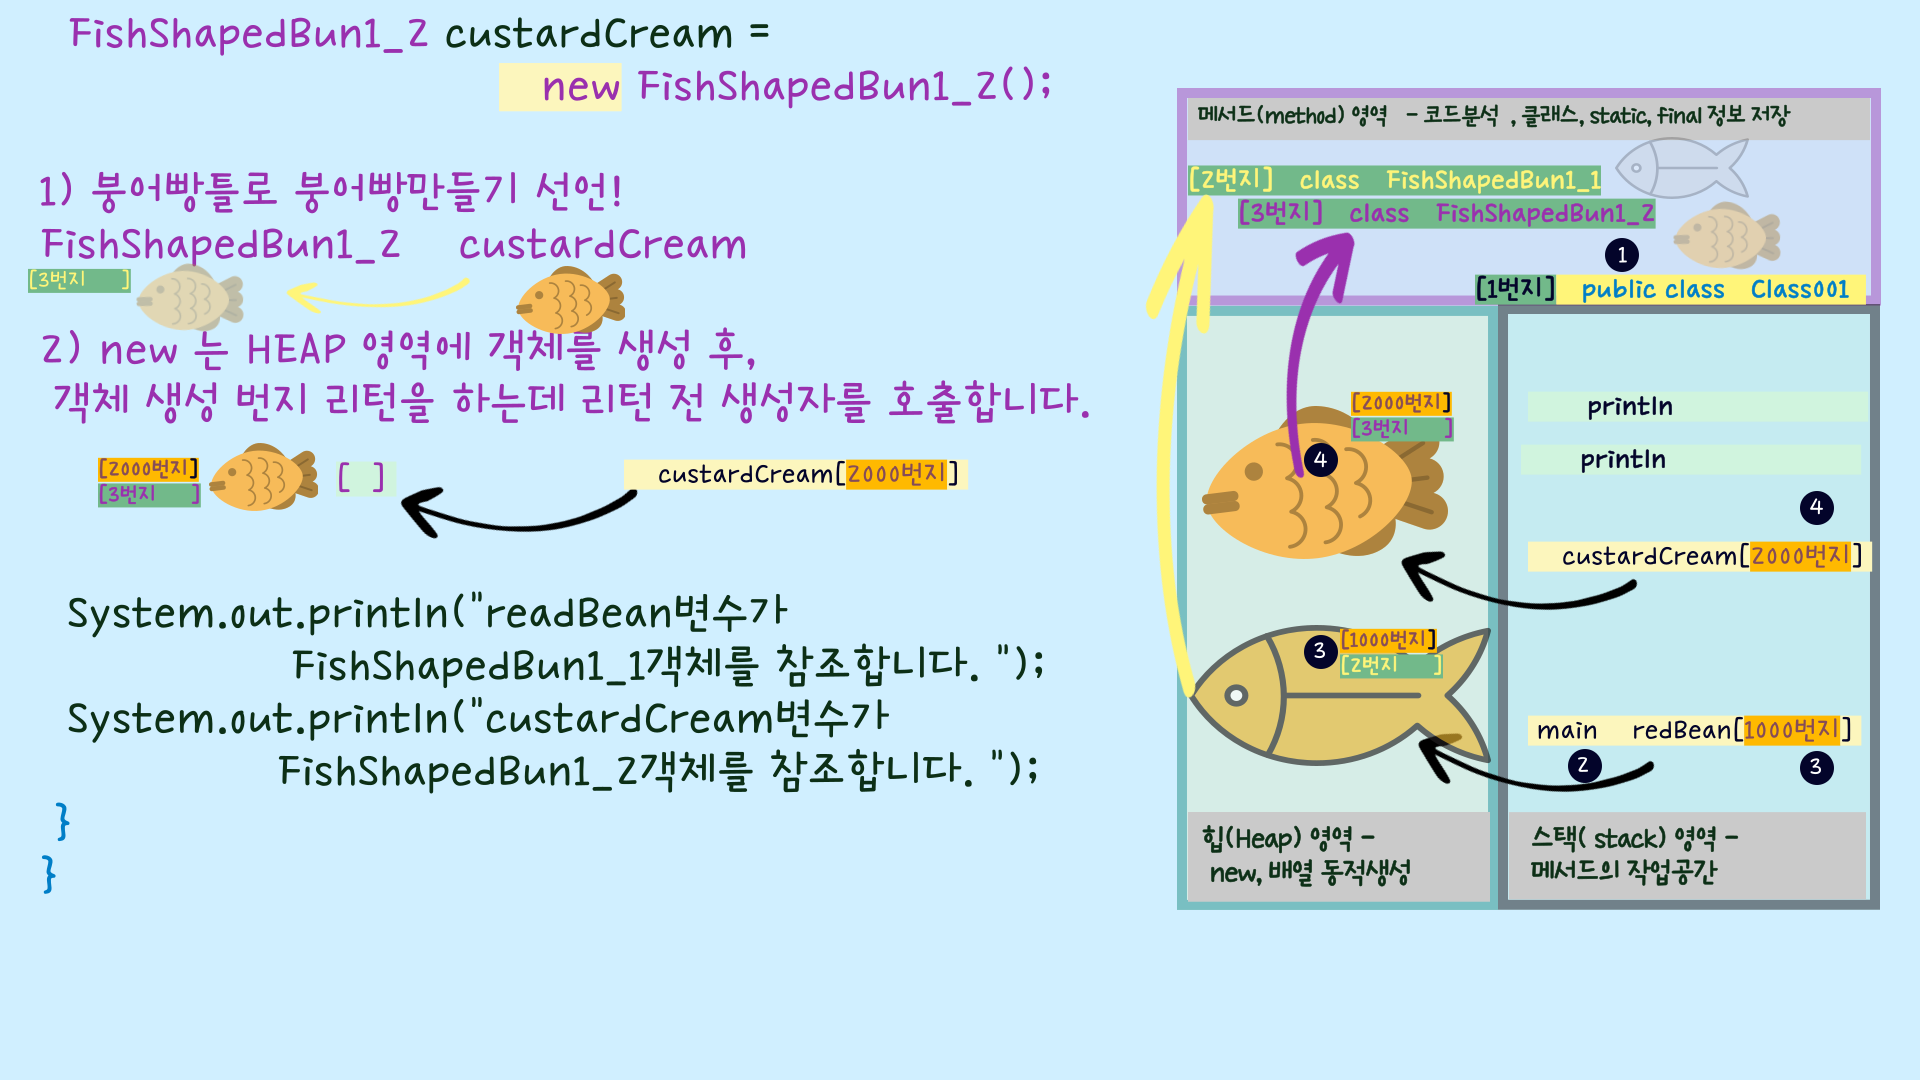 FishShapedBun1_2 custardCream =
new FishShapedBun1_2();
1) 붕어빵틀로 붕어빵만들기 선언!
FishShapedBun1_2 custardCream
[3번지 ]
2) new 는 HEAP 영역에 객체를 생성 후,
객체 생성 번지 리턴을 하는데 리턴 전 생성자를 호출합니다.
[2000번지]
[3번지 ]
[ ]
custardCream[2000번지]
System.out.println("readBean변수가
FishShapedBun1_1객체를 참조합니다. ");
System.out.println("custardCream변수가
FishShapedBun1_2객체를 참조합니다. ");
}
}
메서드(method) 영역 - 코드분석 , 클래스, static, final 정보 저장
[2번지] class FishShapedBun1_1
[3번지] class FishShapedBun1_2
1
[1번지] public class Class001
[2000번지]
[3번지 ]
4
3
[1000번지]
[2번지 ]
힙(Heap) 영역 -
new, 배열 동적생성
println
println
4
custardCream[2000번지]
main redBean[1000번지]
2
3
스택( stack) 영역 -
메서드의 작업공간